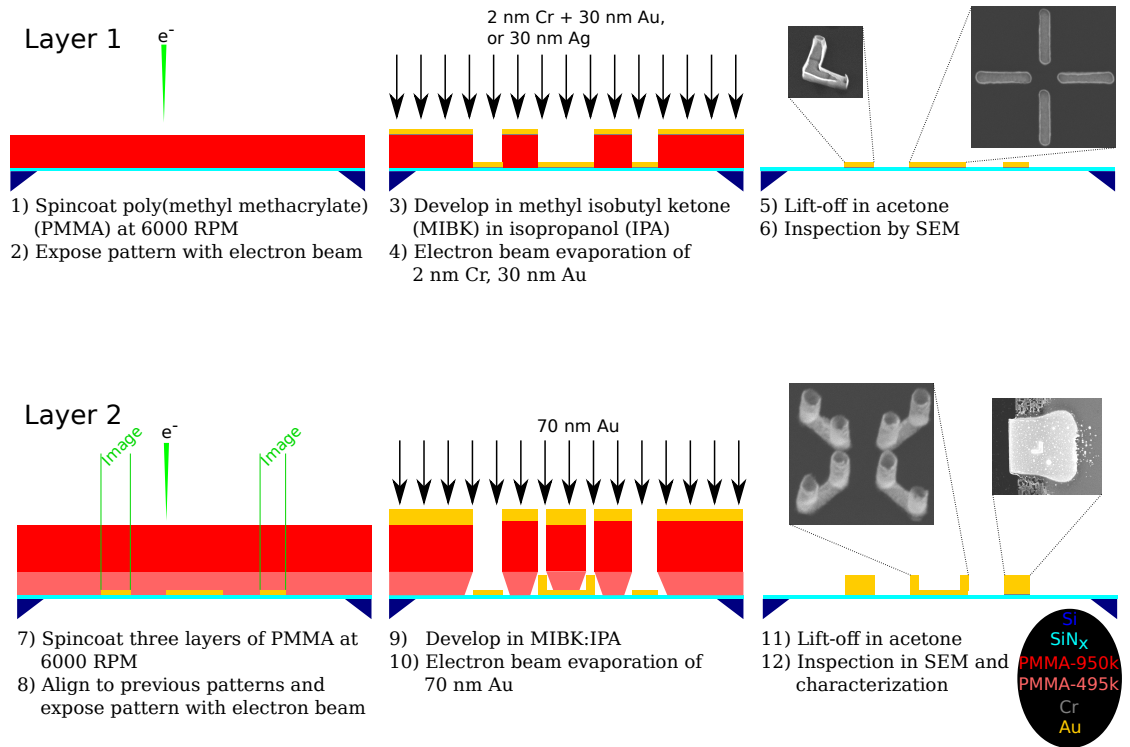 Layer 1
e-
2 nm Cr + 30 nm Au,
or 30 nm Ag
1) Spincoat poly(methyl methacrylate)
(PMMA) at 6000 RPM
2) Expose pattern with electron beam
3) Develop in methyl isobutyl ketone
(MIBK) in isopropanol (IPA)
4) Electron beam evaporation of
2 nm Cr, 30 nm Au
5) Lift-off in acetone
6) Inspection by SEM
Layer 2
Image
e-
Image
70 nm Au
7) Spincoat three layers of PMMA at
6000 RPM
8) Align to previous patterns and
expose pattern with electron beam
9) Develop in MIBK:IPA
10) Electron beam evaporation of
70 nm Au
11) Lift-off in acetone
12) Inspection in SEM and
characterization
Si
SiNx
PMMA-950k
PMMA-495k
Cr
Au